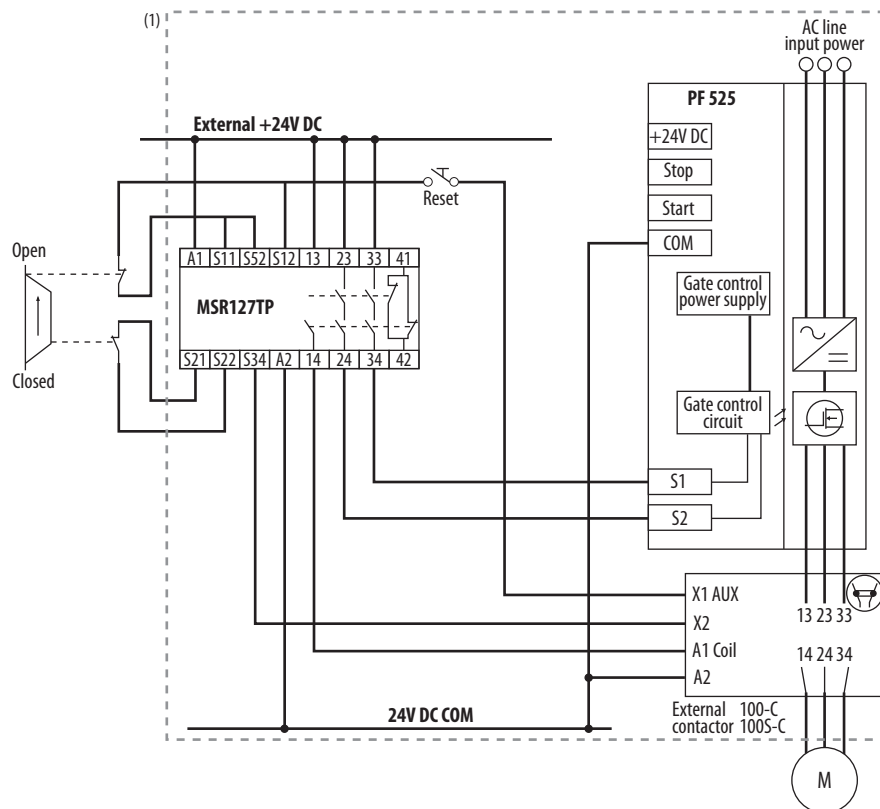 (1)
AC line
input power
PF 525
External +24V DC
+24V DC
Stop
Reset
Start
COM
Open
A1 S11 S52 S12 13 23 33 41
Gate control
power supply
MSR127TP
S21 S22 S34 A2 14 24 34 42
Closed
Gate control
circuit
S1
S2
X1 AUX
13 23 33
X2
A1 Coil
14 24 34
A2
24V DC COM
External 100-C
contactor 100S-C
M